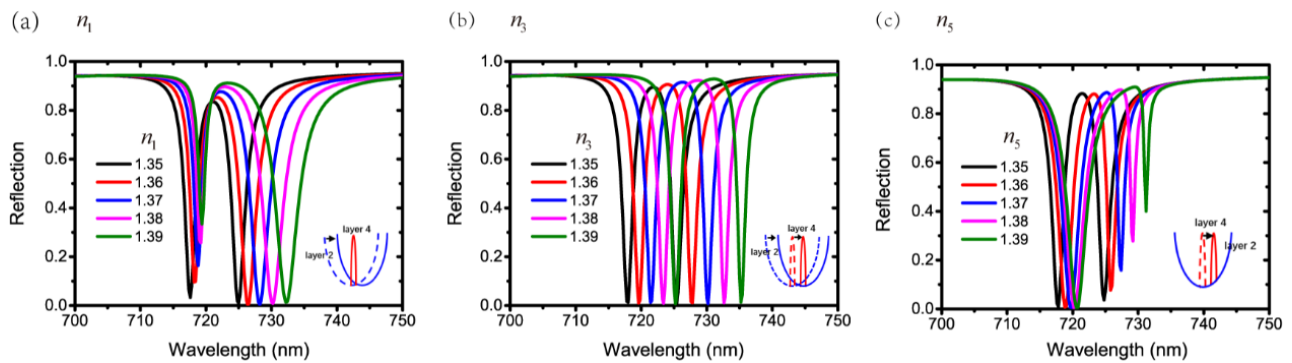 (a) n1
Reflection
1.0
0.8
0.6
0.4
0.2
0.0
n1
1.35
1.36
1.37
1.38
1.39
layer 4
layer 2
700 710 720 730 740 750
Wavelength (nm)
(b) n3
Reflection
1.0
0.8
0.6
0.4
0.2
0.0
n3
1.35
1.36
1.37
1.38
1.39
layer 4
layer 2
700 710 720 730 740 750
Wavelength (nm)
(c) n5
Reflection
1.0
0.8
0.6
0.4
0.2
0.0
n5
1.35
1.36
1.37
1.38
1.39
layer 4
layer 2
700 710 720 730 740 750
Wavelength (nm)